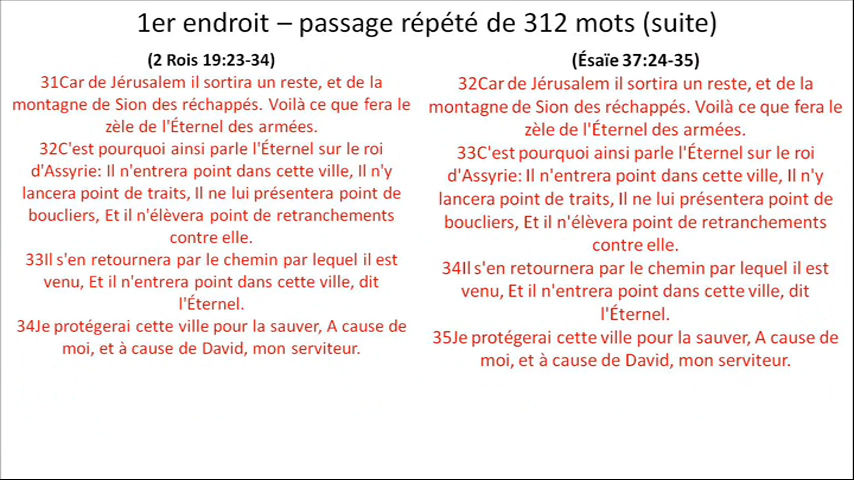 1er endroit – passage répété de 312 mots (suite)
(2 Rois 19:23-34)
31Car de Jérusalem il sortira un reste, et de la
montagne de Sion des réchappés. Voilà ce que fera le
zèle de l'Éternel des armées.
32C'est pourquoi ainsi parle l'Éternel sur le roi
d'Assyrie: Il n'entrera point dans cette ville, Il n'y
lancera point de traits, Il ne lui présentera point de
boucliers, Et il n'élèvera point de retranchements
contre elle.
33Il s'en retournera par le chemin par lequel il est
venu, Et il n'entrera point dans cette ville, dit
l'Éternel.
34Je protégerai cette ville pour la sauver, A cause de
moi, et à cause de David, mon serviteur.
(Ésaïe 37:24-35)
32Car de Jérusalem il sortira un reste, et de la
montagne de Sion des réchappés. Voilà ce que fera le
zèle de l'Éternel des armées.
33C'est pourquoi ainsi parle l'Éternel sur le roi
d'Assyrie: Il n'entrera point dans cette ville, Il n'y
lancera point de traits, Il ne lui présentera point de
boucliers, Et il n'élèvera point de retranchements
contre elle.
34Il s'en retournera par le chemin par lequel il est
venu, Et il n'entrera point dans cette ville, dit
l'Éternel.
35Je protégerai cette ville pour la sauver, A cause de
moi, et à cause de David, mon serviteur.